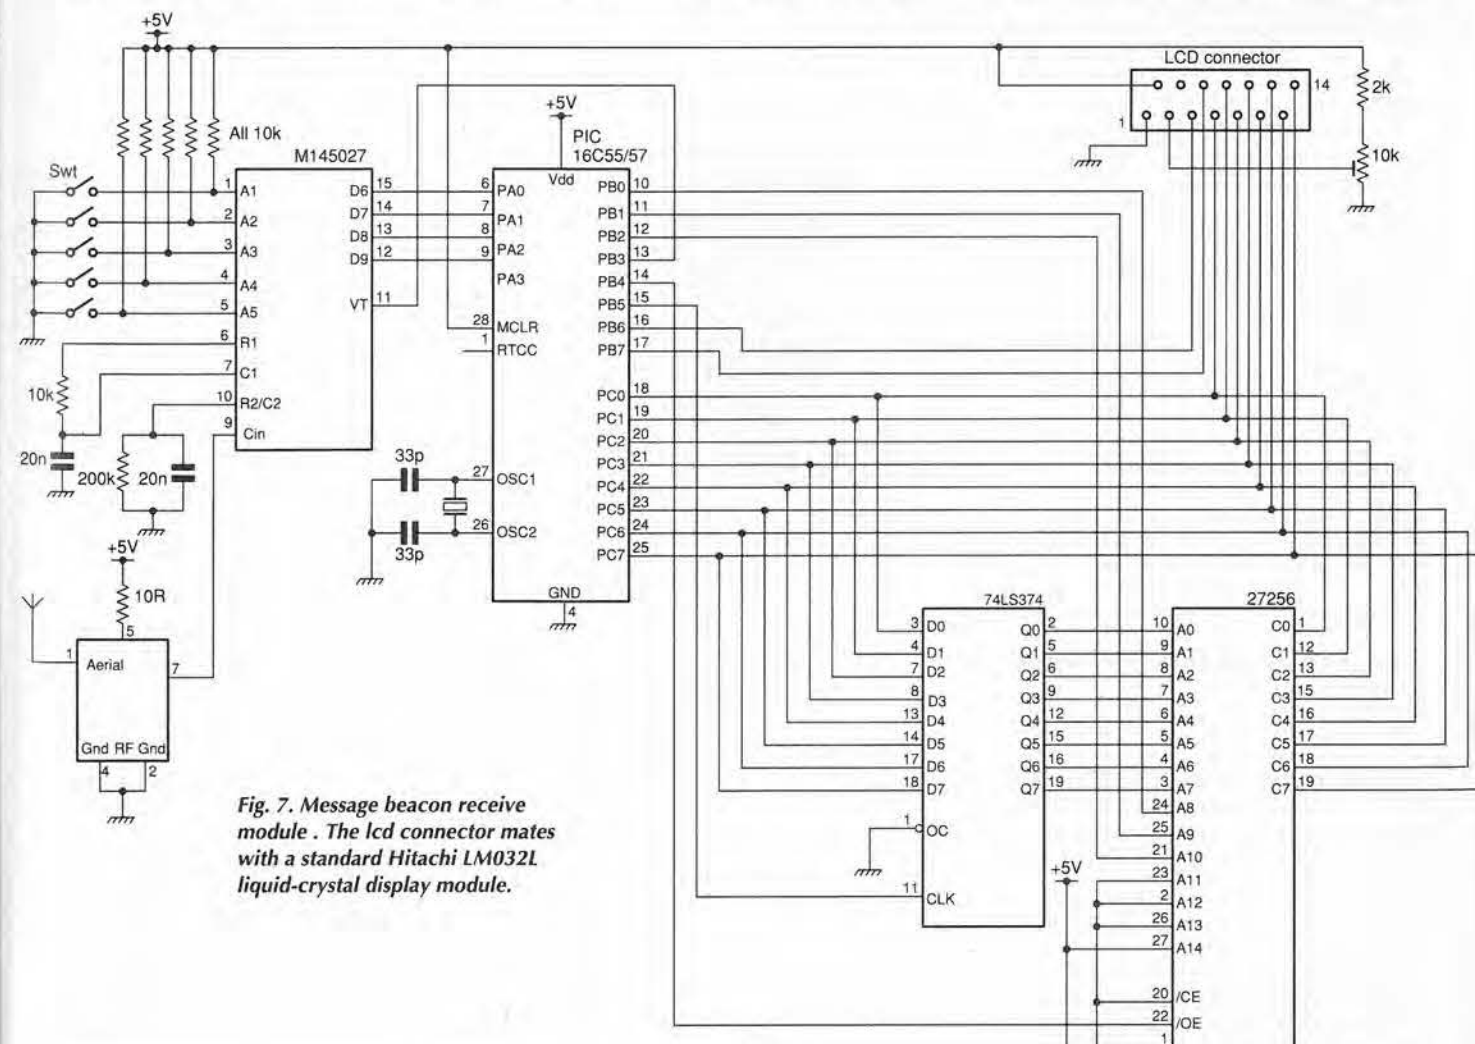 +5V
LCD connector
14
1
2k
10k
+5V
PIC
16C55/57
Vdd
All 10k
M145027
Swt
1 A1
2 A2
3 A3
4 A4
5 A5
6 R1
7 C1
10 R2/C2
9 Cin
D6 15
D7 14
D8 13
D9 12
VT 11
6 PA0
7 PA1
8 PA2
9 PA3
28 MCLR
1 RTCC
27 OSC1
26 OSC2
PB0 10
PB1 11
PB2 12
PB3 13
PB4 14
PB5 15
PB6 16
PB7 17
PC0 18
PC1 19
PC2 20
PC3 21
PC4 22
PC5 23
PC6 24
PC7 25
GND
4
10k
20n
200k
20n
33p
33p
+5V
10R
5
1 Aerial
7
Gnd RF Gnd
4 2
74LS374
3 D0
4 D1
7 D2
8 D3
13 D4
14 D5
17 D6
18 D7
1 OC
11 CLK
Q0 2
Q1 5
Q2 6
Q3 9
Q4 12
Q5 15
Q6 16
Q7 19
27256
10 A0
9 A1
8 A2
7 A3
6 A4
5 A5
4 A6
3 A7
24 A8
25 A9
21 A10
23 A11
2 A12
26 A13
27 A14
20 /CE
22 /OE
1
C0 1
C1 12
C2 13
C3 15
C4 16
C5 17
C6 18
C7 19
+5V
Fig. 7. Message beacon receive
module . The lcd connector mates
with a standard Hitachi LM032L
liquid-crystal display module.